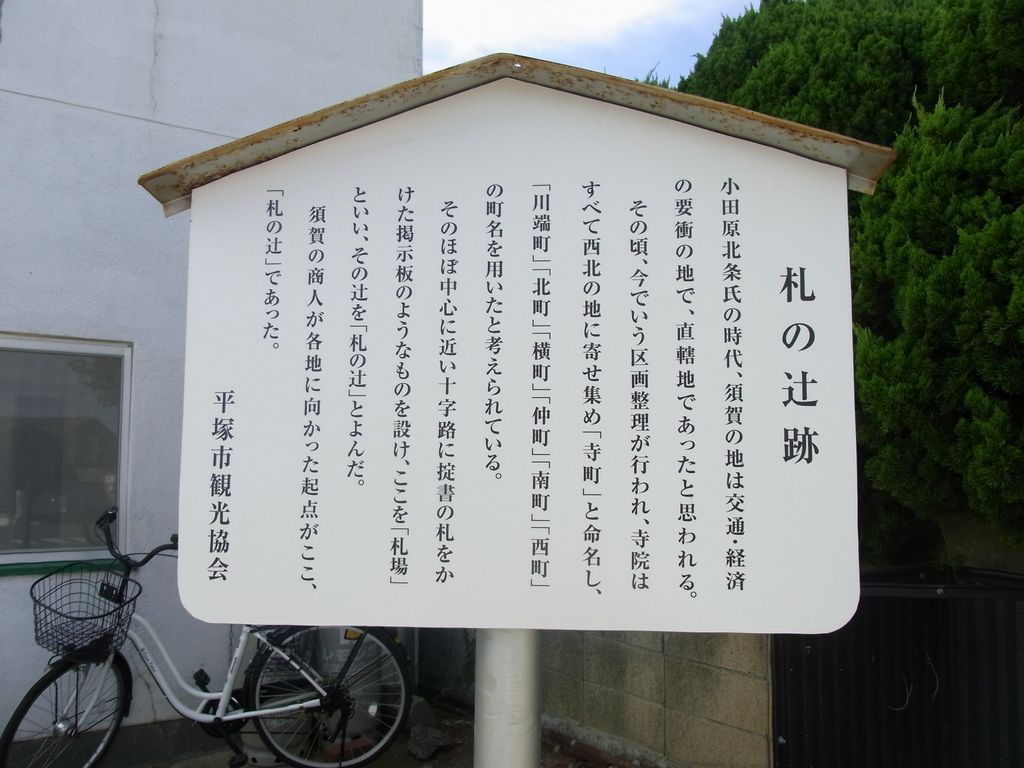 札の辻跡
小田原北条氏の時代、須賀の地は交通・経済
の要衝の地で、直轄地であったと思われる。
その頃、今でいう区画整理が行われ、寺院は
すべて西北の地に寄せ集め「寺町」と命名し、
「川端町」「北町」「横町」「仲町」「南町」「西町」
の町名を用いたと考えられている。
そのほぼ中心に近い十字路に掟書の札をか
けた掲示板のようなものを設け、ここを「札場」
といい、その辻を「札の辻」とよんだ。
須賀の商人が各地に向かった起点がここ、
「札の辻」であった。
平塚市観光協会